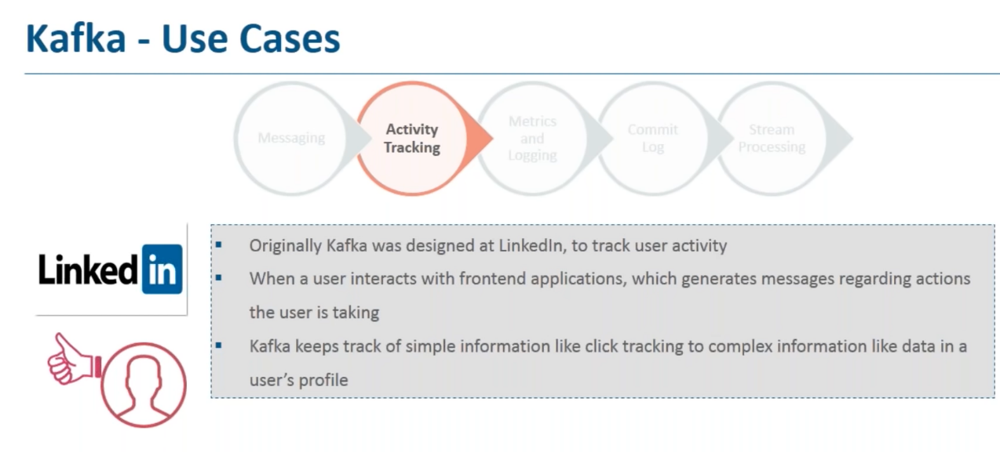 Kafka - Use Cases
Messaging
Activity
Tracking
Metrics
and
Logging
Commit
Log
Stream
Processing
Linked in
▪ Originally Kafka was designed at LinkedIn, to track user activity
▪ When a user interacts with frontend applications, which generates messages regarding actions
the user is taking
▪ Kafka keeps track of simple information like click tracking to complex information like data in a
user's profile